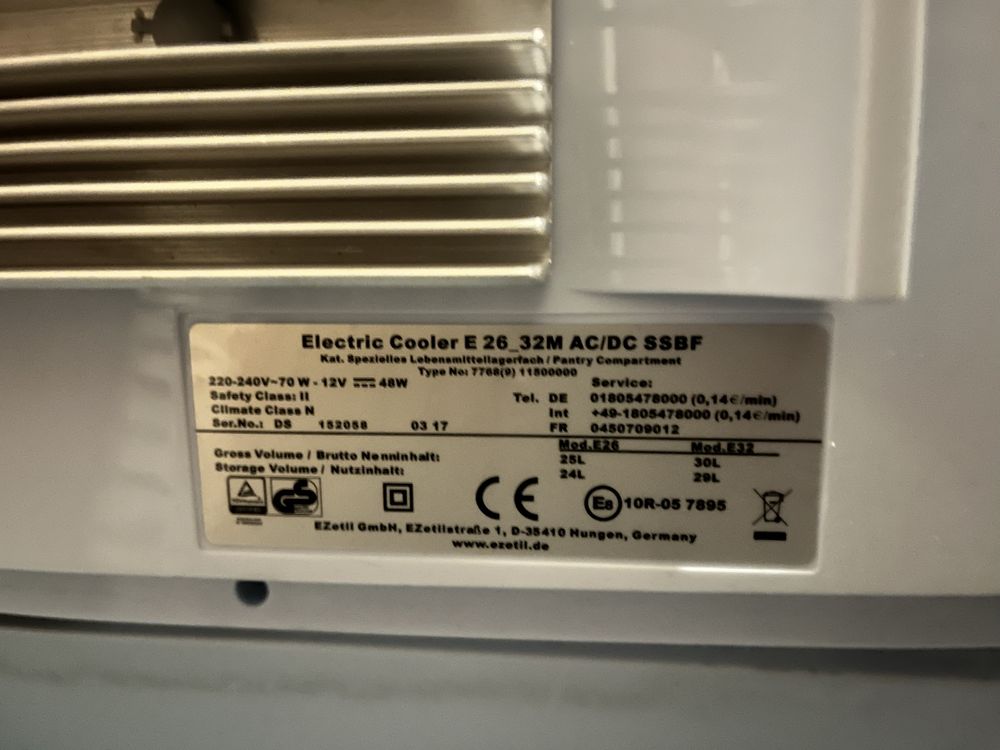 Electric Cooler E 26_32M AC/DC SSBF
Kat. Spezielles Lebensmittellagerfach / Pantry Compartment
Type No: 7768(9) 11800000
220-240V~70 W - 12V ⎓ 48W
Safety Class: II
Climate Class N
Ser.No.: DS 152058 03 17
Service:
Tel. DE 01805478000 (0,14€/min)
Int +49-1805478000 (0,14€/min)
FR 0450709012
Mod.E26 Mod.E32
Gross Volume / Brutto Nenninhalt: 25L 30L
Storage Volume / Nutzinhalt: 24L 29L
GS
CE
E8 10R-05 7895
EZetil GmbH, EZetilstraße 1, D-35410 Hungen, Germany
www.ezetil.de